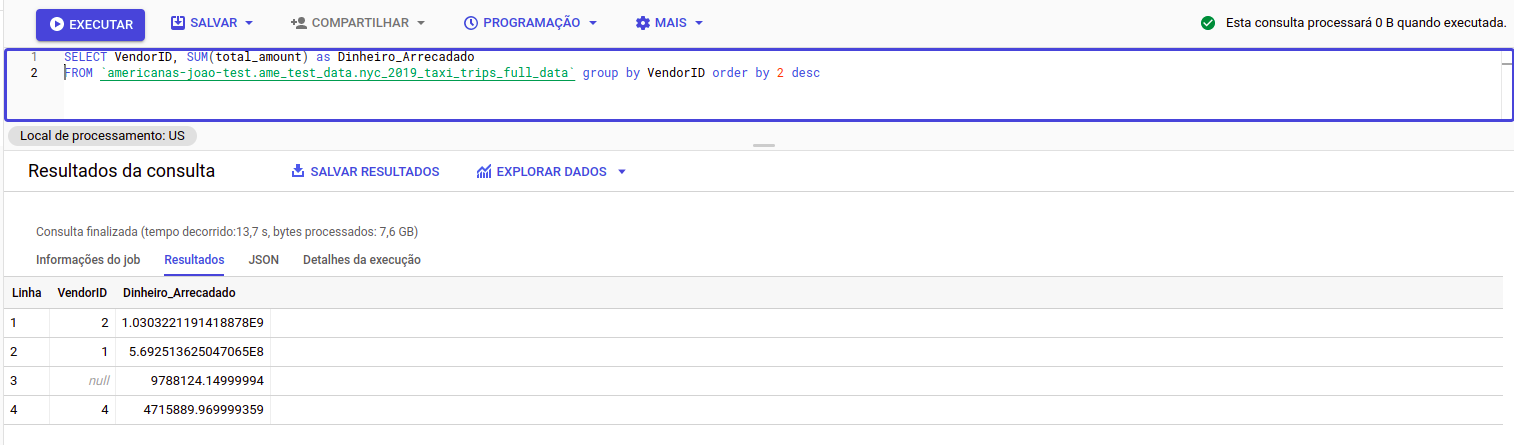 EXECUTAR SALVAR COMPARTILHAR PROGRAMAÇÃO MAIS Esta consulta processará 0 B quando executada.
1 SELECT VendorID, SUM(total_amount) as Dinheiro_Arrecadado
2 FROM `americanas-joao-test.ame_test_data.nyc_2019_taxi_trips_full_data` group by VendorID order by 2 desc
Local de processamento: US
Resultados da consulta SALVAR RESULTADOS EXPLORAR DADOS
Consulta finalizada (tempo decorrido:13,7 s, bytes processados: 7,6 GB)
Informações do job Resultados JSON Detalhes da execução
Linha VendorID Dinheiro_Arrecadado
1 2 1.0303221191418878E9
2 1 5.692513625047065E8
3 null 9788124.14999994
4 4 4715889.969999359